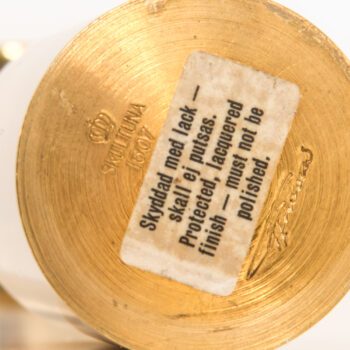 SKULTUNA
1607
Skyddad med lack –
skall ej putsas.
Protected, lacquered
finish – must not be
polished.